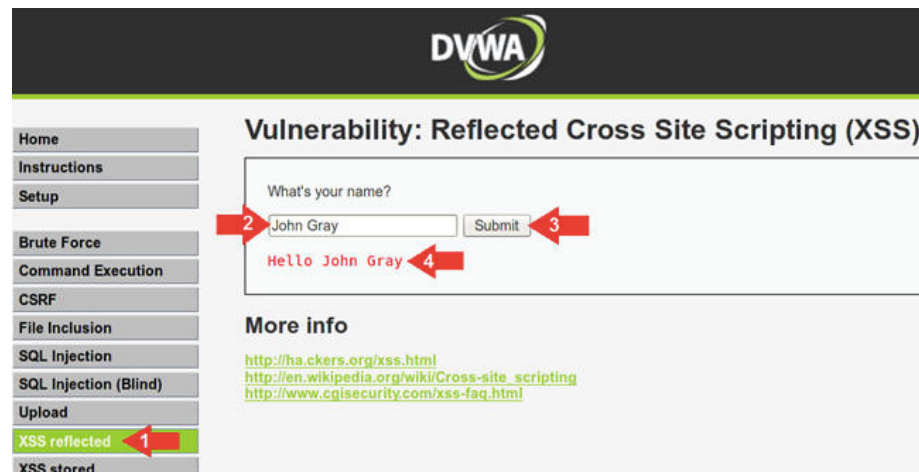 DVWA
Home
Instructions
Setup
Brute Force
Command Execution
CSRF
File Inclusion
SQL Injection
SQL Injection (Blind)
Upload
XSS reflected 1
XSS stored
Vulnerability: Reflected Cross Site Scripting (XSS)
What's your name?
2 John Gray Submit 3
Hello John Gray 4
More info
http://ha.ckers.org/xss.html
http://en.wikipedia.org/wiki/Cross-site_scripting
http://www.cgisecurity.com/xss-faq.html